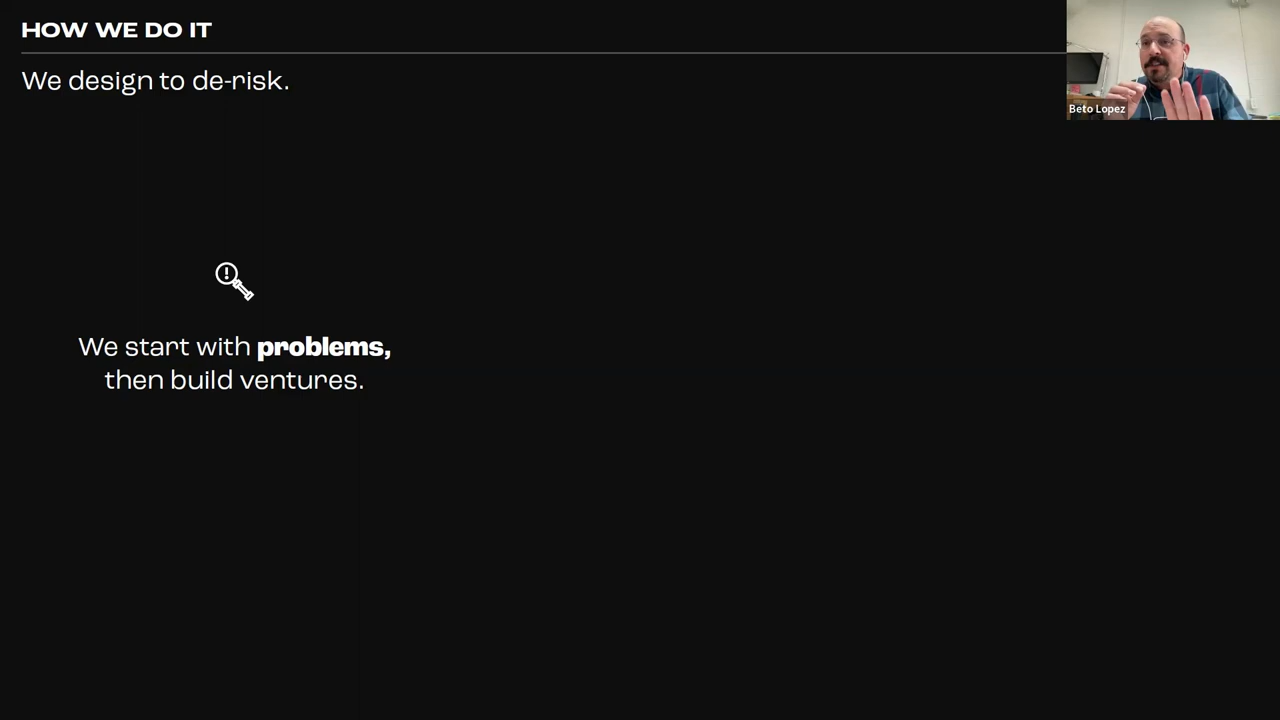 HOW WE DO IT
We design to de-risk.
Beto Lopez
We start with problems,
then build ventures.